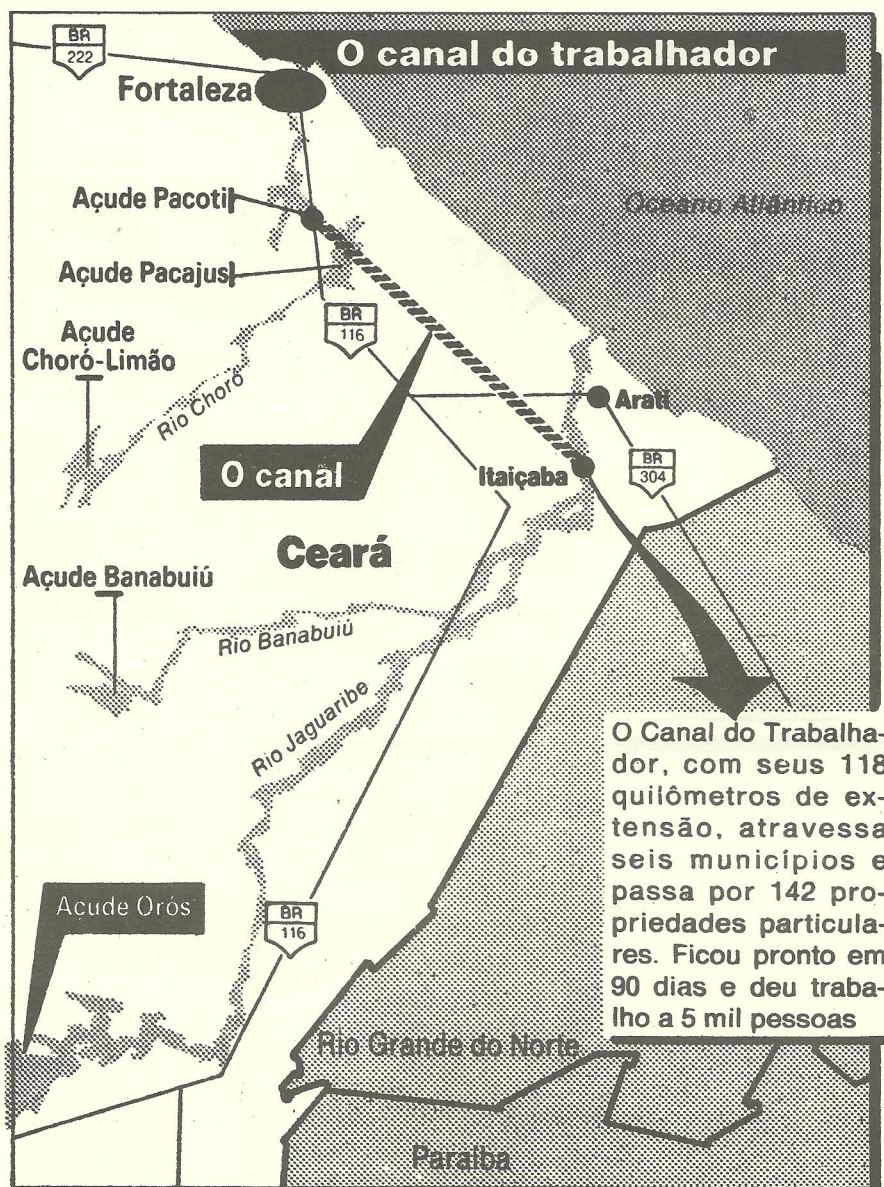 O canal do trabalhador
BR
222
Fortaleza
Oceano Atlântico
Açude Pacoti
Açude Pacajus
BR
116
Açude
Choró-Limão
Rio Choró
Arati
O canal
Itaiçaba
BR
304
Ceará
Açude Banabuiú
Rio Banabuiú
Rio Jaguaribe
O Canal do Trabalha-
dor, com seus 118
quilômetros de ex-
tensão, atravessa
seis municípios e
passa por 142 pro-
priedades particula-
res. Ficou pronto em
90 dias e deu traba-
lho a 5 mil pessoas
Açude Orós
BR
116
Rio Grande do Norte
Paraíba